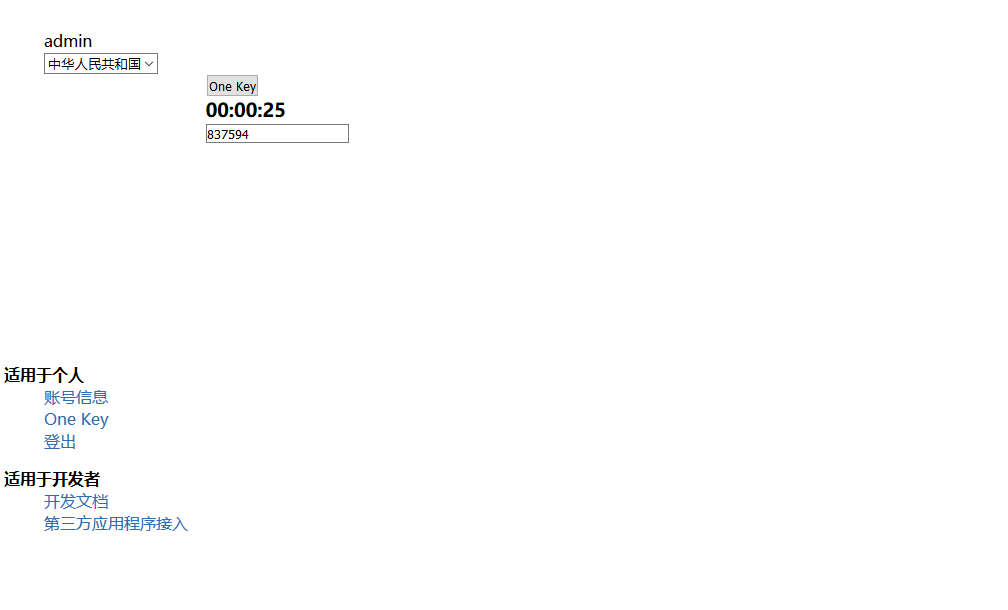 admin
中华人民共和国
One Key
00:00:25
837594
适用于个人
账号信息
One Key
登出
适用于开发者
开发文档
第三方应用程序接入